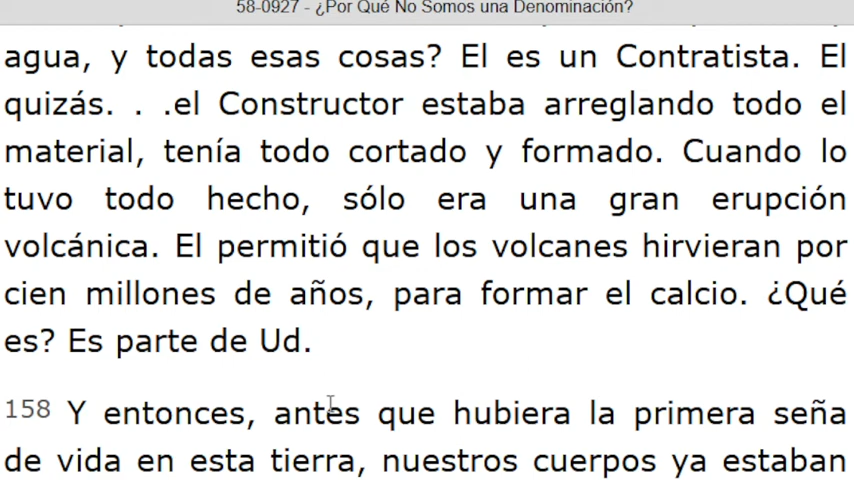 58-0927 - ¿Por Qué No Somos una Denominación?
agua, y todas esas cosas? El es un Contratista. El
quizás. . .el Constructor estaba arreglando todo el
material, tenía todo cortado y formado. Cuando lo
tuvo todo hecho, sólo era una gran erupción
volcánica. El permitió que los volcanes hirvieran por
cien millones de años, para formar el calcio. ¿Qué
es? Es parte de Ud.
158 Y entonces, antes que hubiera la primera seña
de vida en esta tierra, nuestros cuerpos ya estaban